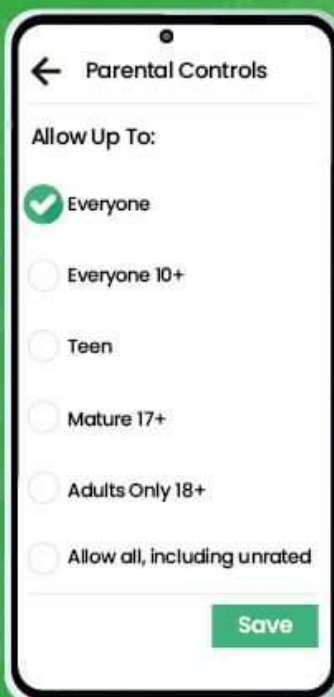 Parental Controls
Allow Up To:
Everyone
Everyone 10+
Teen
Mature 17+
Adults Only 18+
Allow all, including unrated
Save